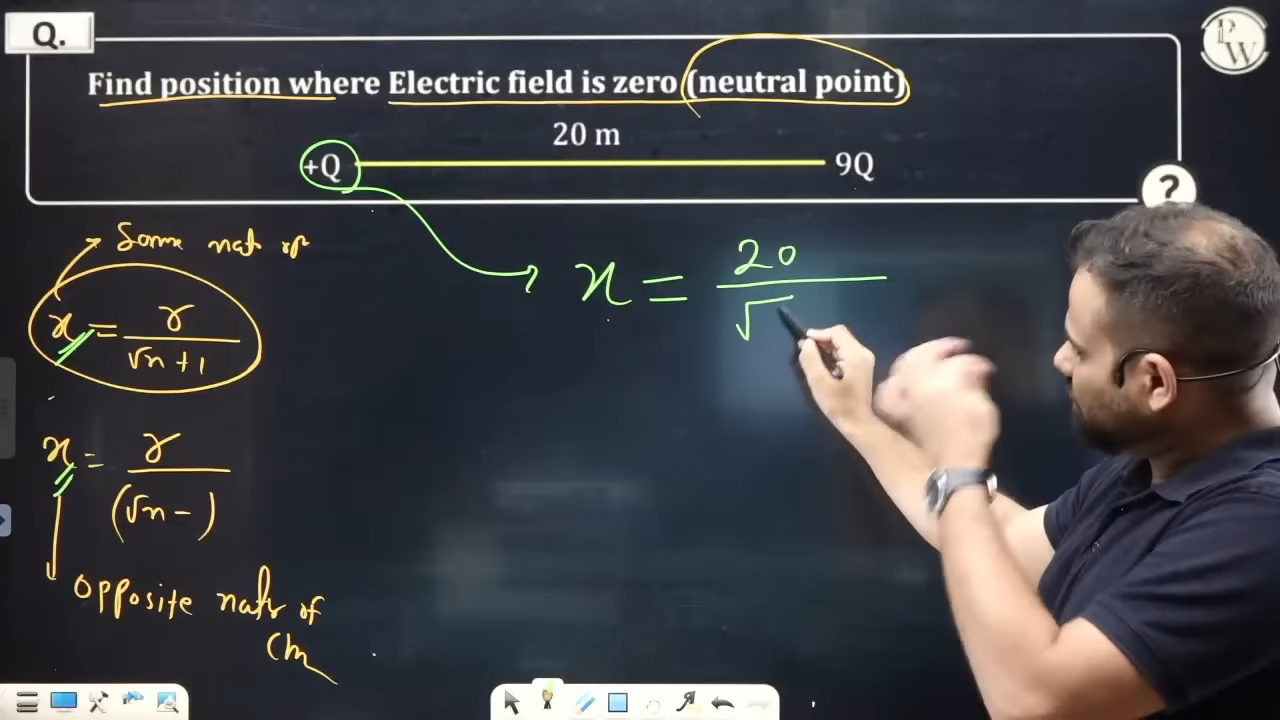 Q.
PW
Find position where Electric field is zero (neutral point)
20 m
+Q 9Q
?
Same nat of
x = r / √n + 1
x = 20 / √
x = r / (√n - )
opposite nat of